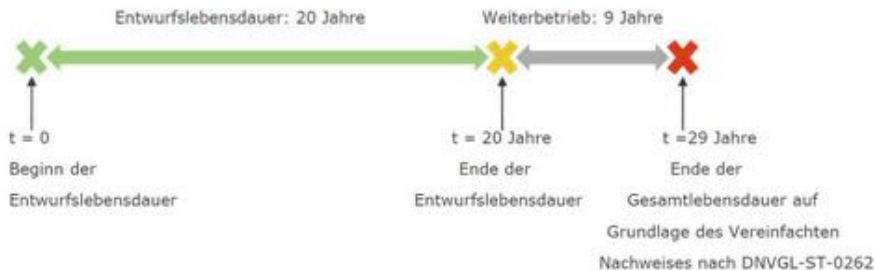 Entwurfslebensdauer: 20 Jahre
Weiterbetrieb: 9 Jahre
t = 0
Beginn der
Entwurfslebensdauer
t = 20 Jahre
Ende der
Entwurfslebensdauer
t =29 Jahre
Ende der
Gesamtlebensdauer auf
Grundlage des Vereinfachten
Nachweises nach DNVGL-ST-0262